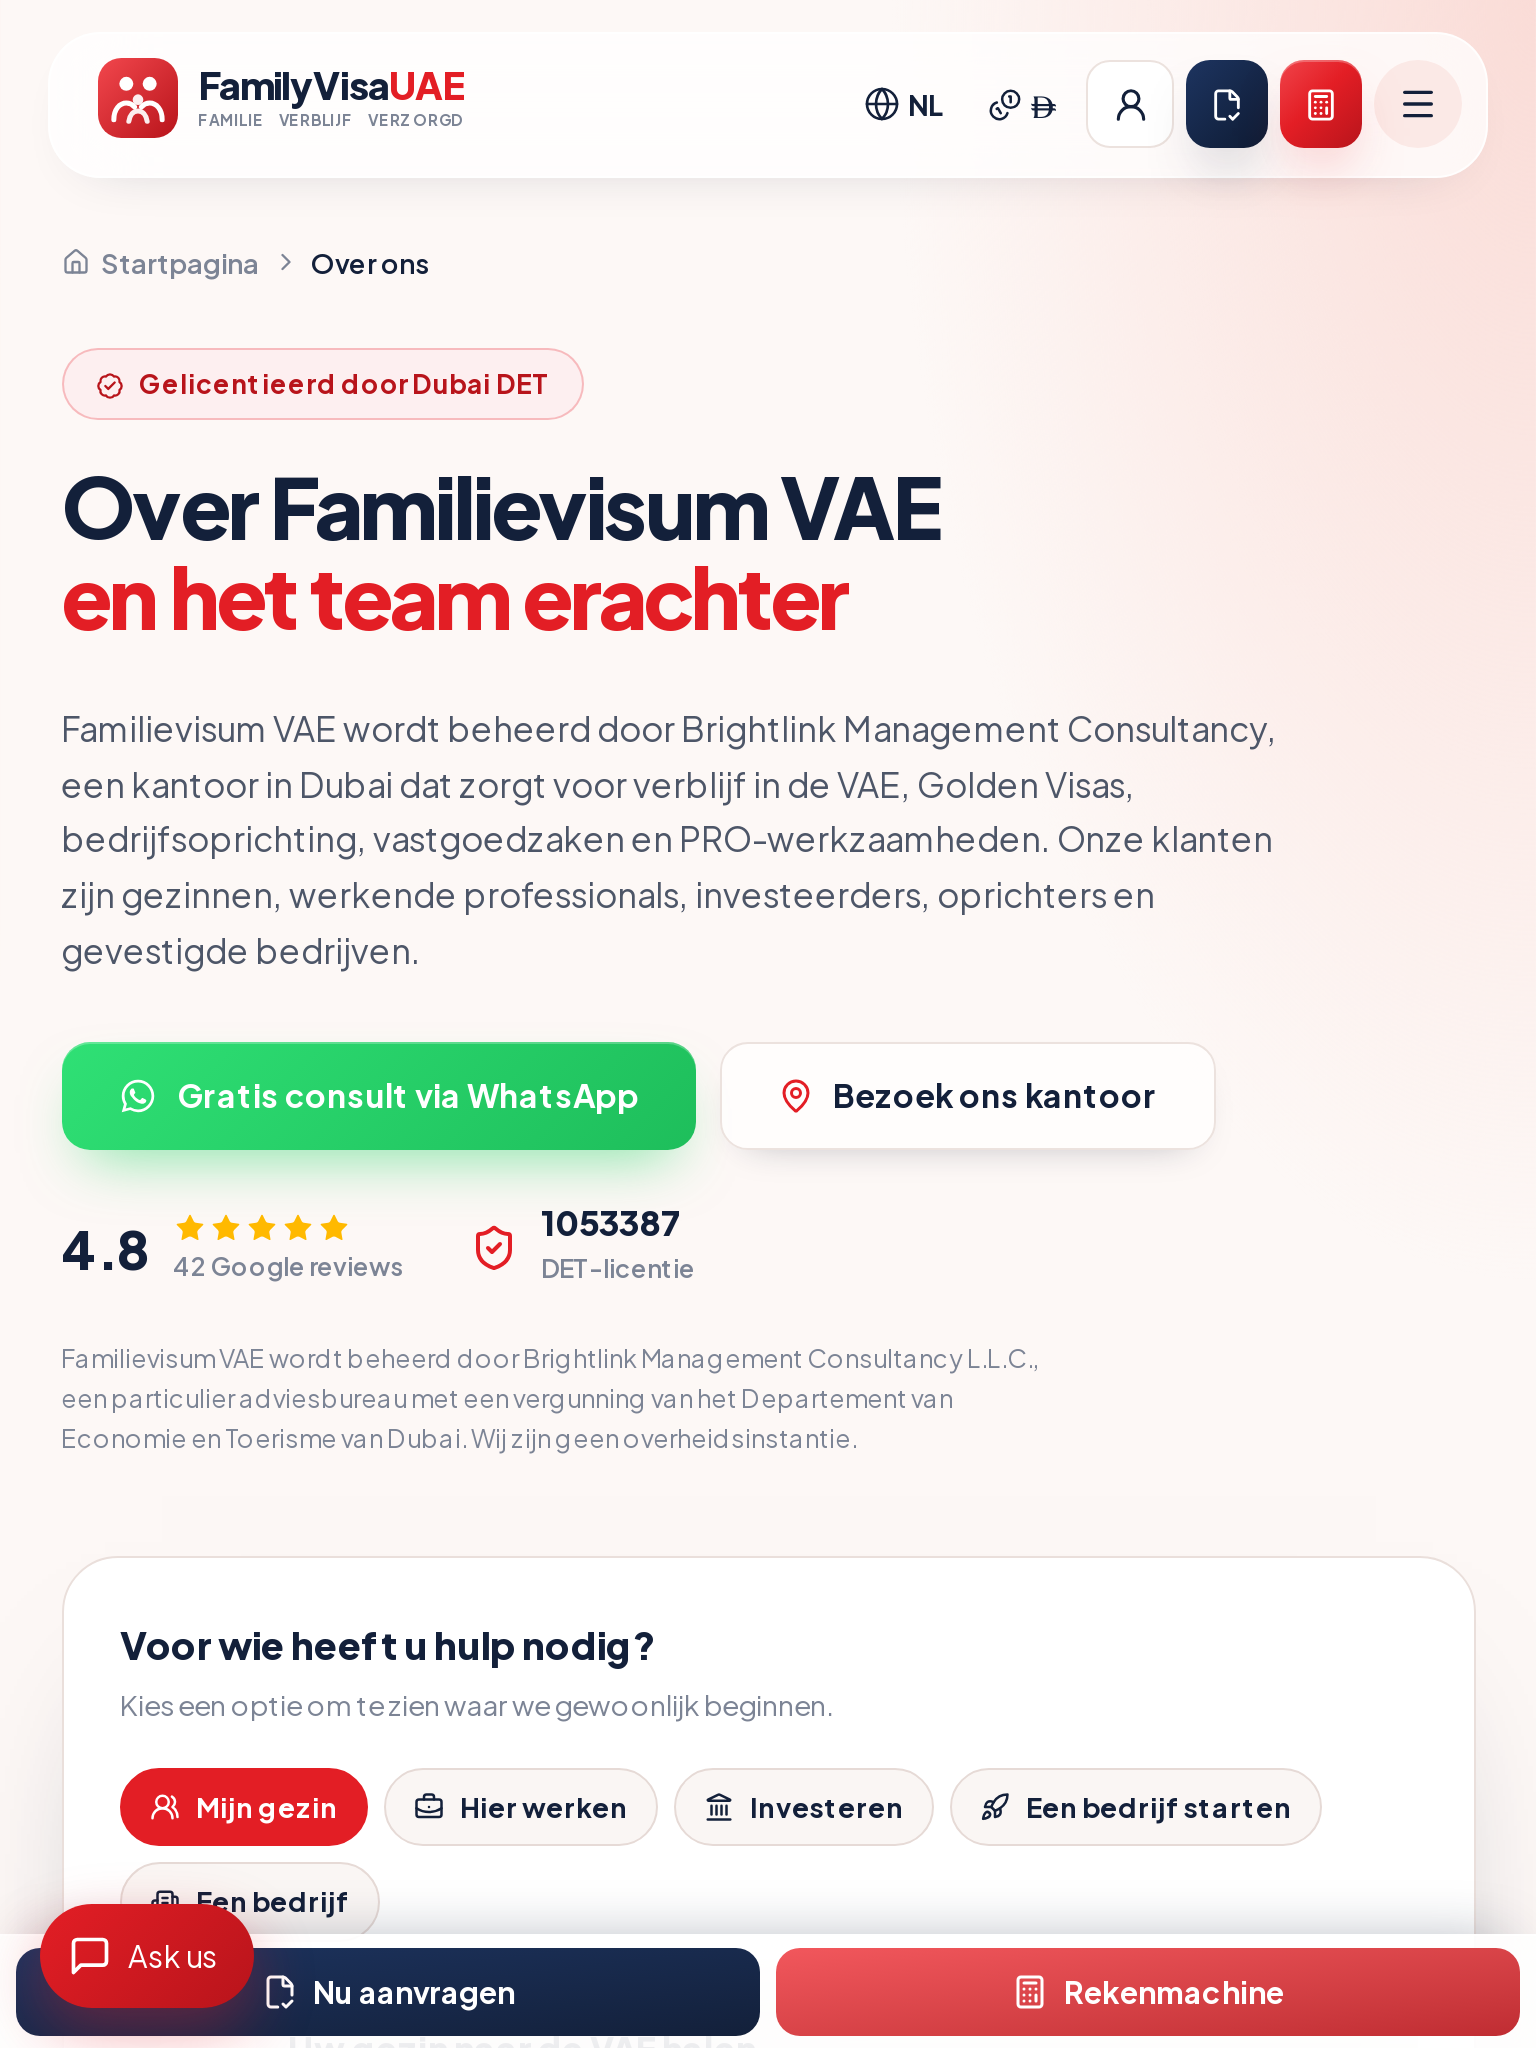 FamilyVisaUAE
FAMILIE VERBLIJF VERZORGD
NL
Startpagina > Over ons
Gelicentieerd door Dubai DET
Over Familievisum VAE
en het team erachter
Familievisum VAE wordt beheerd door Brightlink Management Consultancy,
een kantoor in Dubai dat zorgt voor verblijf in de VAE, Golden Visas,
bedrijfsoprichting, vastgoedzaken en PRO-werkzaamheden. Onze klanten
zijn gezinnen, werkende professionals, investeerders, oprichters en
gevestigde bedrijven.
Gratis consult via WhatsApp
Bezoek ons kantoor
4.8
42 Google reviews
1053387
DET-licentie
Familievisum VAE wordt beheerd door Brightlink Management Consultancy L.L.C.,
een particulier adviesbureau met een vergunning van het Departement van
Economie en Toerisme van Dubai. Wij zijn geen overheidsinstantie.
Voor wie heeft u hulp nodig?
Kies een optie om te zien waar we gewoonlijk beginnen.
Mijn gezin
Hier werken
Investeren
Een bedrijf starten
Een bedrijf
Ask us
Nu aanvragen
Rekenmachine
Uw gezin naar de VAE halen